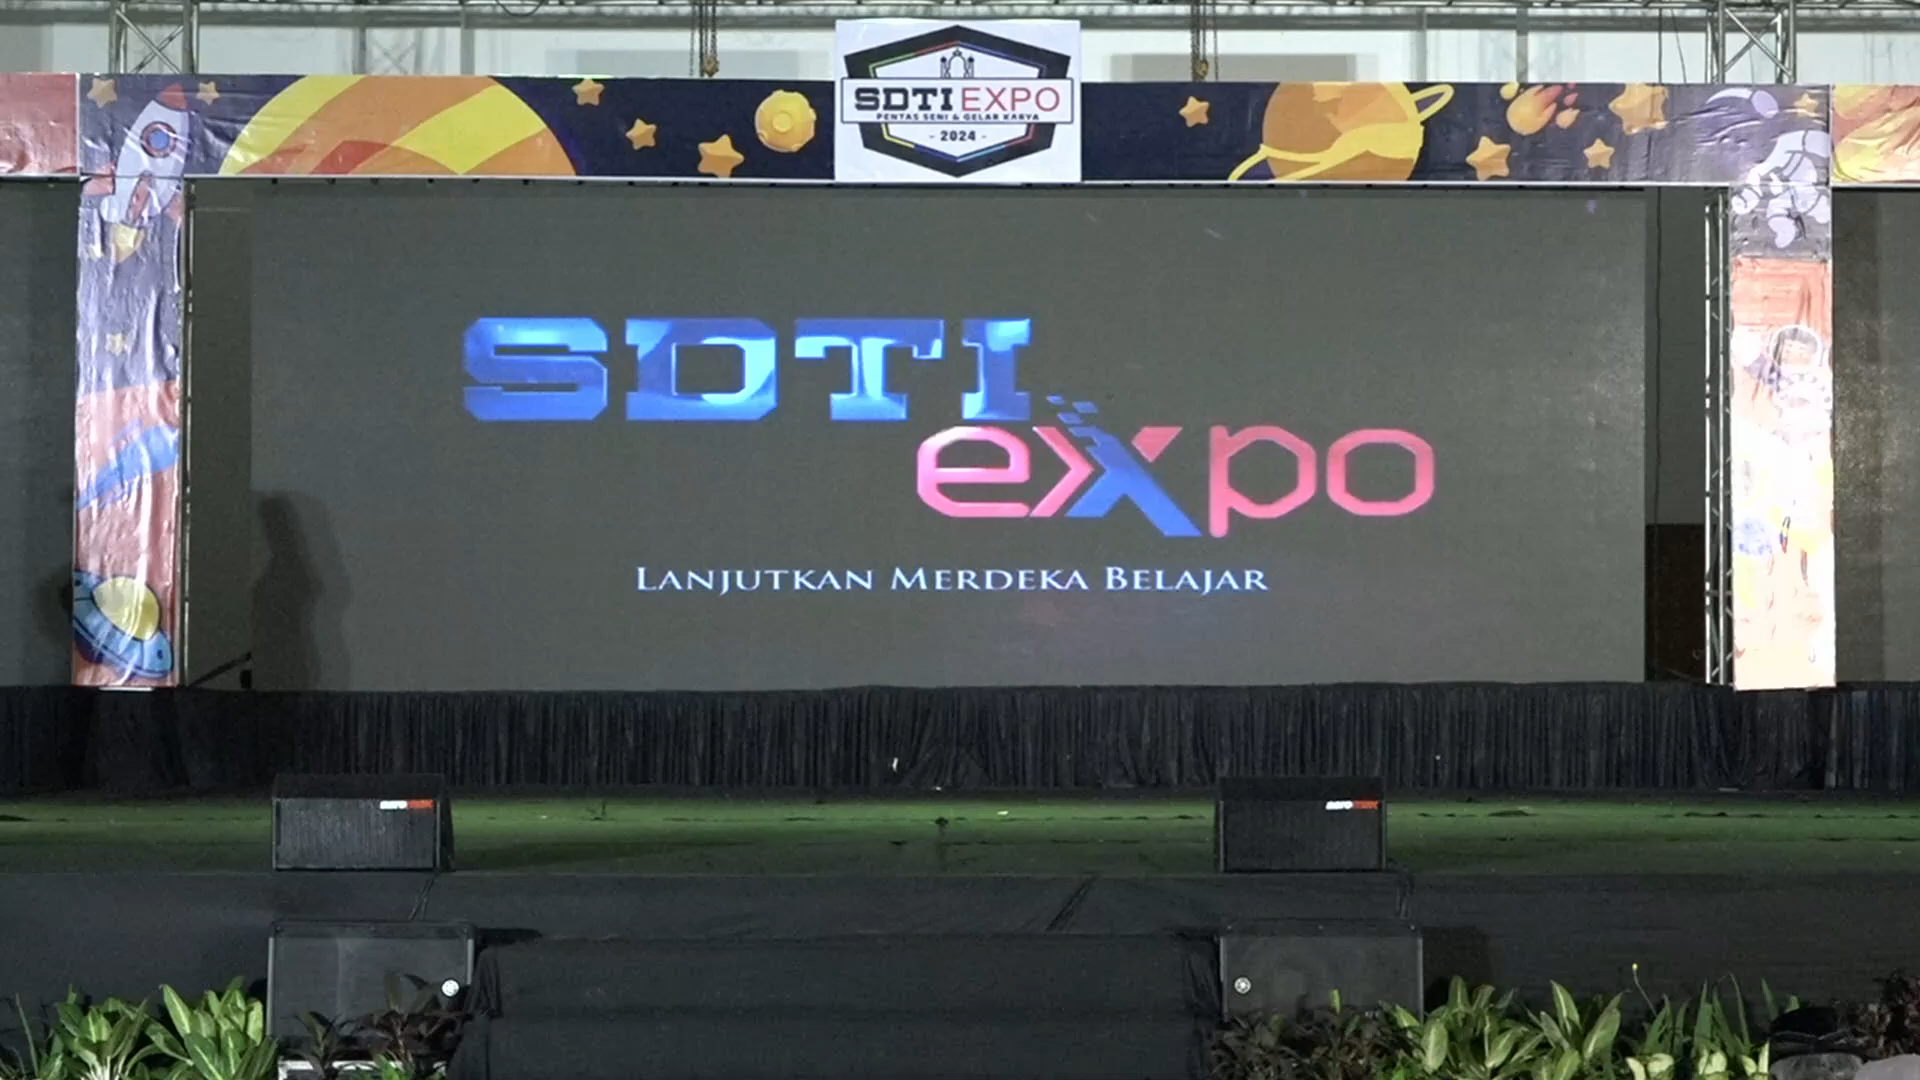 SDTI EXPO
PENTAS SENI & GELAR KARYA
- 2024 -
SDTI
expo
LANJUTKAN MERDEKA BELAJAR